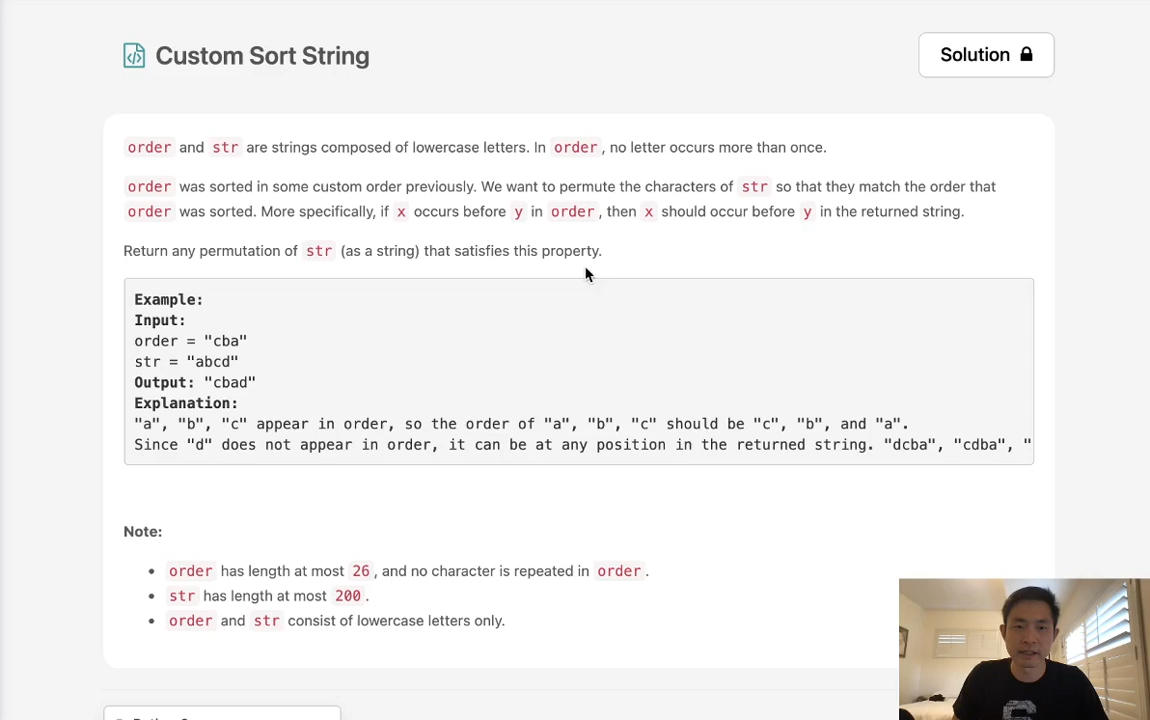 Custom Sort String
Solution
order and str are strings composed of lowercase letters. In order, no letter occurs more than once.
order was sorted in some custom order previously. We want to permute the characters of str so that they match the order that
order was sorted. More specifically, if x occurs before y in order, then x should occur before y in the returned string.
Return any permutation of str (as a string) that satisfies this property.
Example:
Input:
order = "cba"
str = "abcd"
Output: "cbad"
Explanation:
"a", "b", "c" appear in order, so the order of "a", "b", "c" should be "c", "b", and "a".
Since "d" does not appear in order, it can be at any position in the returned string. "dcba", "cdba", "
Note:
• order has length at most 26, and no character is repeated in order.
• str has length at most 200.
• order and str consist of lowercase letters only.